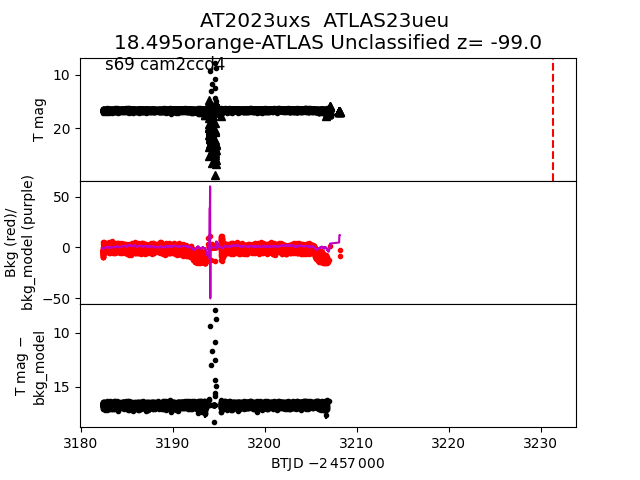 AT2023uxs  ATLAS23ueu
18.495orange-ATLAS Unclassified z= -99.0
s69 cam2ccd4
10
20
T mag
50
0
−50
Bkg (red)/
bkg_model (purple)
10
15
T mag −
bkg_model
3180 3190 3200 3210 3220 3230
BTJD −2 457 000